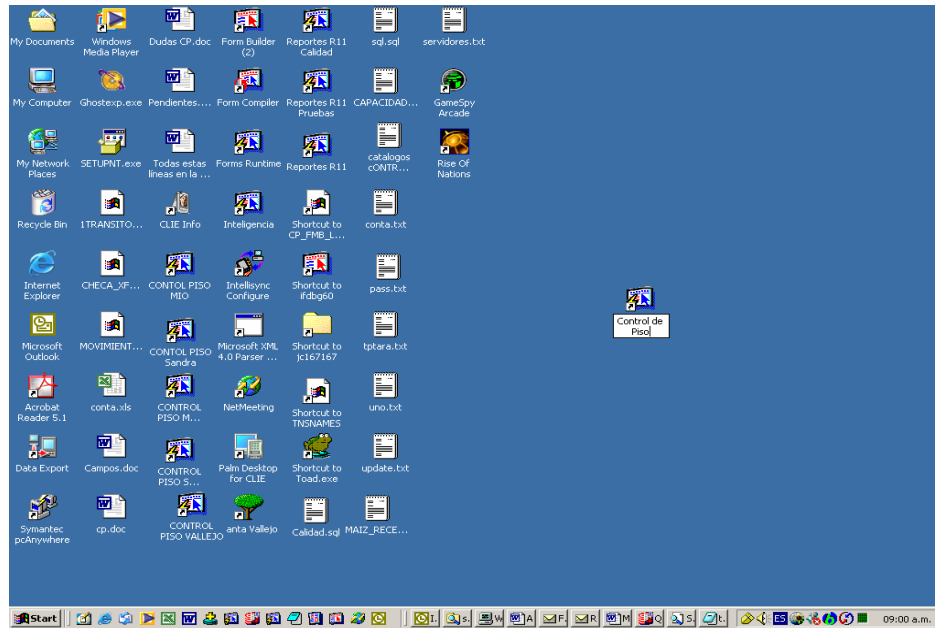 My Documents
Windows
Media Player
Dudas CP.doc
Form Builder
(2)
Reportes R11
Calidad
sql.sql
servidores.txt
My Computer
Ghostexp.exe
Pendientes....
Form Compiler
Reportes R11
Pruebas
CAPACIDAD...
GameSpy
Arcade
My Network
Places
SETUPNT.exe
Todas estas
líneas en la ...
Forms Runtime
Reportes R11
catalogos
cONTR...
Rise Of
Nations
Recycle Bin
1TRANSITO...
CLIE Info
Inteligencia
Shortcut to
CP_FMB_L...
conta.txt
Internet
Explorer
CHECA_XF...
CONTOL PISO
MIO
Intellisync
Configure
Shortcut to
ifdbg60
pass.txt
Control de
Piso
Microsoft
Outlook
MOVIMIENT...
CONTOL PISO
Sandra
Microsoft XML
4.0 Parser ...
Shortcut to
jc167167
tptara.txt
Acrobat
Reader 5.1
conta.xls
CONTROL
PISO M...
NetMeeting
Shortcut to
TNSNAMES
uno.txt
Data Export
Campos.doc
CONTROL
PISO S...
Palm Desktop
for CLIE
Shortcut to
Toad.exe
update.txt
Symantec
pcAnywhere
cp.doc
CONTROL
PISO VALLEJO
anta Vallejo
Calidad.sql
MAIZ_RECE...
Start
I.
s.
W
A
F.
R
M
Q
S.
t.
ES
09:00 a.m.